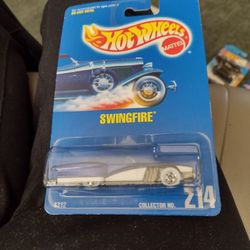 Hot Wheels
MATTEL
SWINGFIRE
COLLECTOR NO.
214